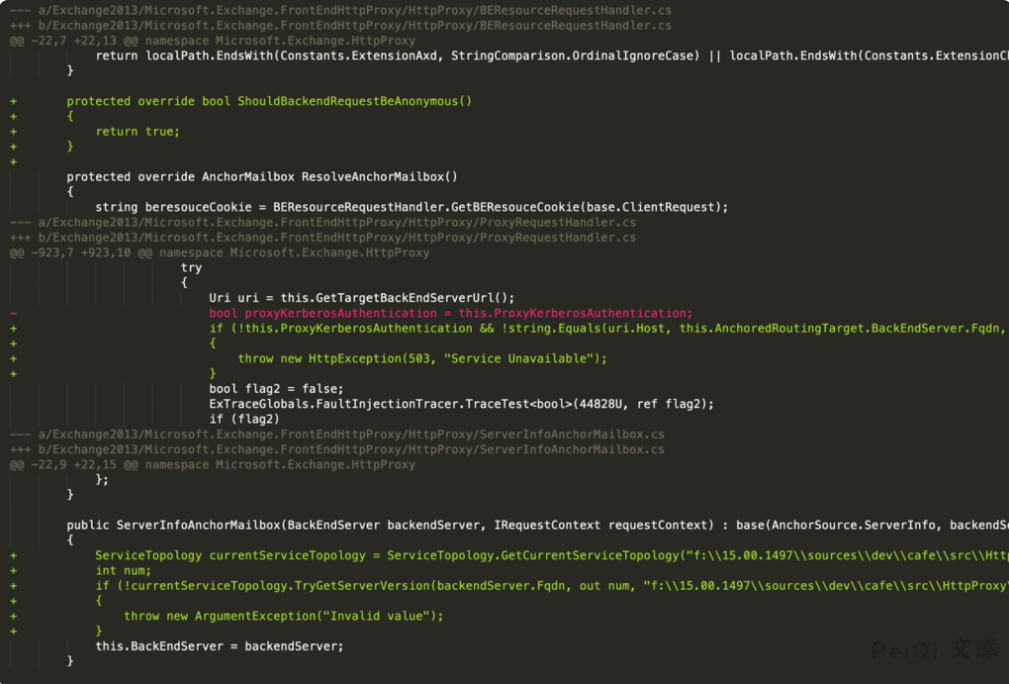 --- a/Exchange2013/Microsoft.Exchange.FrontEndHttpProxy/HttpProxy/BEResourceRequestHandler.cs
+++ b/Exchange2013/Microsoft.Exchange.FrontEndHttpProxy/HttpProxy/BEResourceRequestHandler.cs
@@ -22,7 +22,13 @@ namespace Microsoft.Exchange.HttpProxy
            return localPath.EndsWith(Constants.ExtensionAxd, StringComparison.OrdinalIgnoreCase) || localPath.EndsWith(Constants.ExtensionCh
        }
+        protected override bool ShouldBackendRequestBeAnonymous()
+        {
+            return true;
+        }
+
        protected override AnchorMailbox ResolveAnchorMailbox()
        {
            string beresouceCookie = BEResourceRequestHandler.GetBEResouceCookie(base.ClientRequest);
--- a/Exchange2013/Microsoft.Exchange.FrontEndHttpProxy/HttpProxy/ProxyRequestHandler.cs
+++ b/Exchange2013/Microsoft.Exchange.FrontEndHttpProxy/HttpProxy/ProxyRequestHandler.cs
@@ -923,7 +923,10 @@ namespace Microsoft.Exchange.HttpProxy
                        try
                        {
                            Uri uri = this.GetTargetBackEndServerUrl();
-                            bool proxyKerberosAuthentication = this.ProxyKerberosAuthentication;
+                            if (!this.ProxyKerberosAuthentication && !string.Equals(uri.Host, this.AnchoredRoutingTarget.BackEndServer.Fqdn,
+                            {
+                                throw new HttpException(503, "Service Unavailable");
+                            }
                            bool flag2 = false;
                            ExTraceGlobals.FaultInjectionTracer.TraceTest<bool>(44828U, ref flag2);
                            if (flag2)
--- a/Exchange2013/Microsoft.Exchange.FrontEndHttpProxy/HttpProxy/ServerInfoAnchorMailbox.cs
+++ b/Exchange2013/Microsoft.Exchange.FrontEndHttpProxy/HttpProxy/ServerInfoAnchorMailbox.cs
@@ -22,9 +22,15 @@ namespace Microsoft.Exchange.HttpProxy
            };
        }
        public ServerInfoAnchorMailbox(BackEndServer backendServer, IRequestContext requestContext) : base(AnchorSource.ServerInfo, backendSe
        {
+            ServiceTopology currentServiceTopology = ServiceTopology.GetCurrentServiceTopology("f:\\15.00.1497\\sources\\dev\\cafe\\src\\Http
+            int num;
+            if (!currentServiceTopology.TryGetServerVersion(backendServer.Fqdn, out num, "f:\\15.00.1497\\sources\\dev\\cafe\\src\\HttpProxy\
+            {
+                throw new ArgumentException("Invalid value");
+            }
            this.BackEndServer = backendServer;
        }
PeiQi 文库